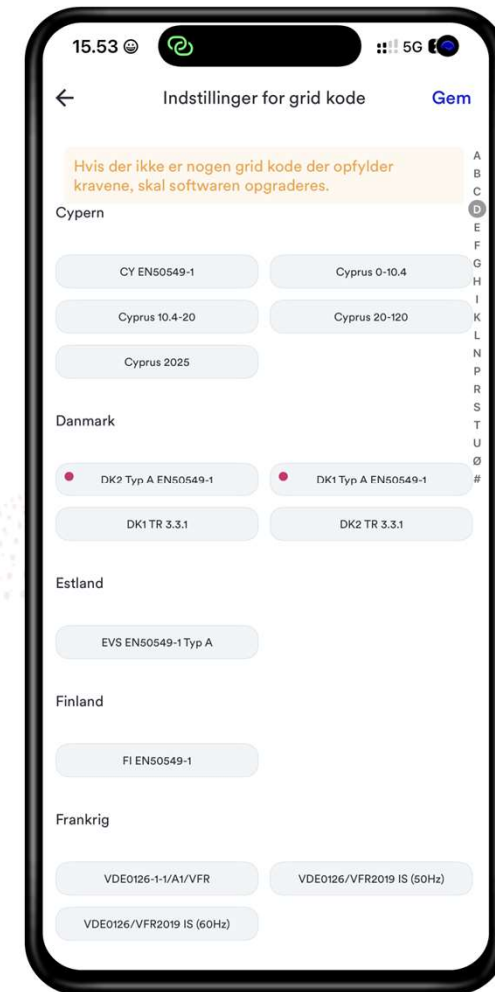 15.53
5G
Indstillinger for grid kode
Gem
Hvis der ikke er nogen grid kode der opfylder
kravene, skal softwaren opgraderes.
Cypern
CY EN50549-1
Cyprus 0-10.4
Cyprus 10.4-20
Cyprus 20-120
Cyprus 2025
Danmark
DK2 Typ A EN50549-1
DK1 Typ A EN50549-1
DK1 TR 3.3.1
DK2 TR 3.3.1
Estland
EVS EN50549-1 Typ A
Finland
FI EN50549-1
Frankrig
VDE0126-1-1/A1/VFR
VDE0126/VFR2019 IS (50Hz)
VDE0126/VFR2019 IS (60Hz)
A
B
C
D
E
F
G
H
I
K
L
N
P
R
S
T
U
Ø
#